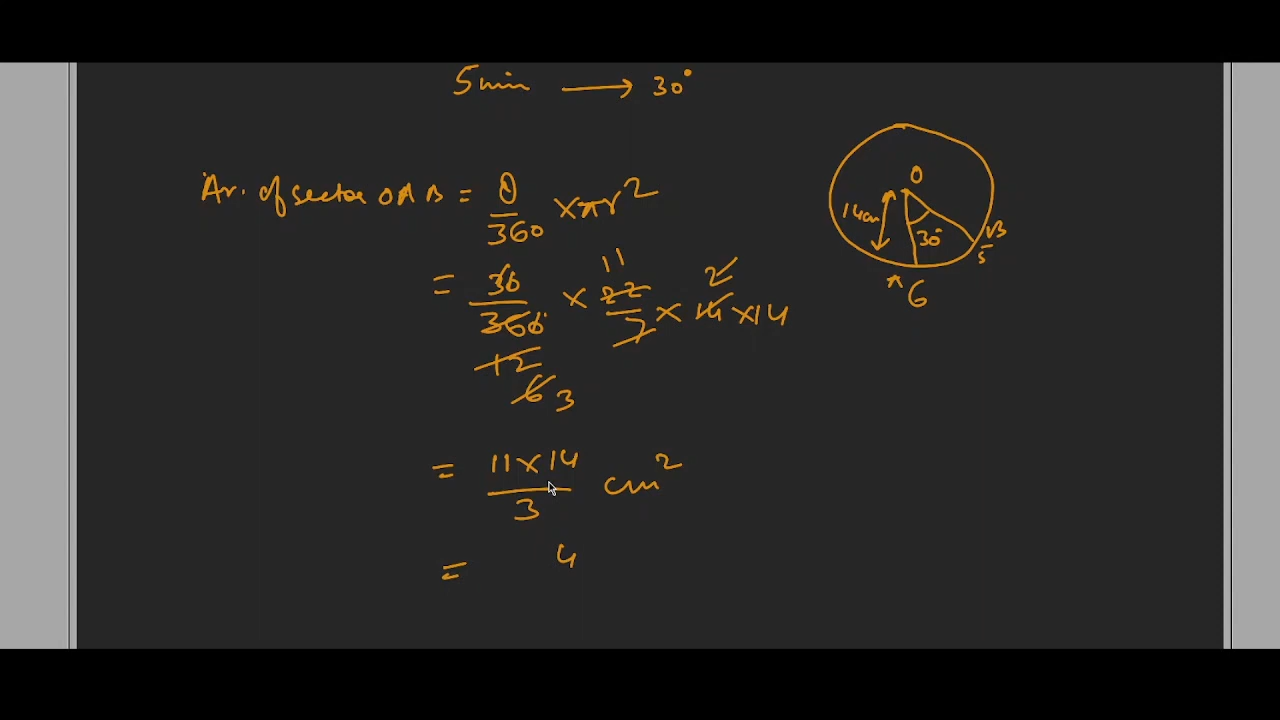 5 min ⟶ 30°
Ar. of sector OAB = θ/360 × πr²
= 30/360 × 22/7 × 14 × 14
11
2
12
6 3
= 11 × 14 / 3 cm²
= 4
O
14cm
30°
B
5
A
6